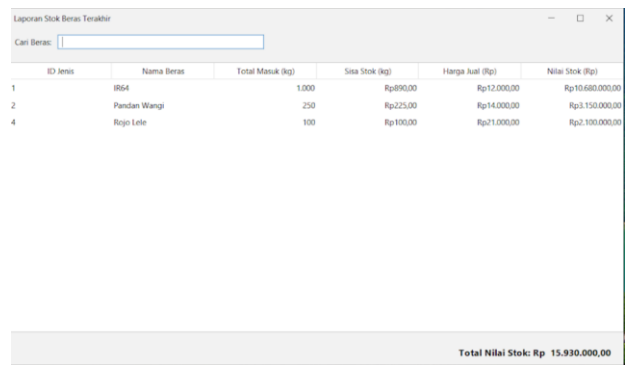 Laporan Stok Beras Terakhir
Cari Beras:
ID Jenis Nama Beras Total Masuk (kg) Sisa Stok (kg) Harga Jual (Rp) Nilai Stok (Rp)
1 IR64 1.000 Rp890,00 Rp12.000,00 Rp10.680.000,00
2 Pandan Wangi 250 Rp225,00 Rp14.000,00 Rp3.150.000,00
4 Rojo Lele 100 Rp100,00 Rp21.000,00 Rp2.100.000,00
Total Nilai Stok: Rp 15.930.000,00